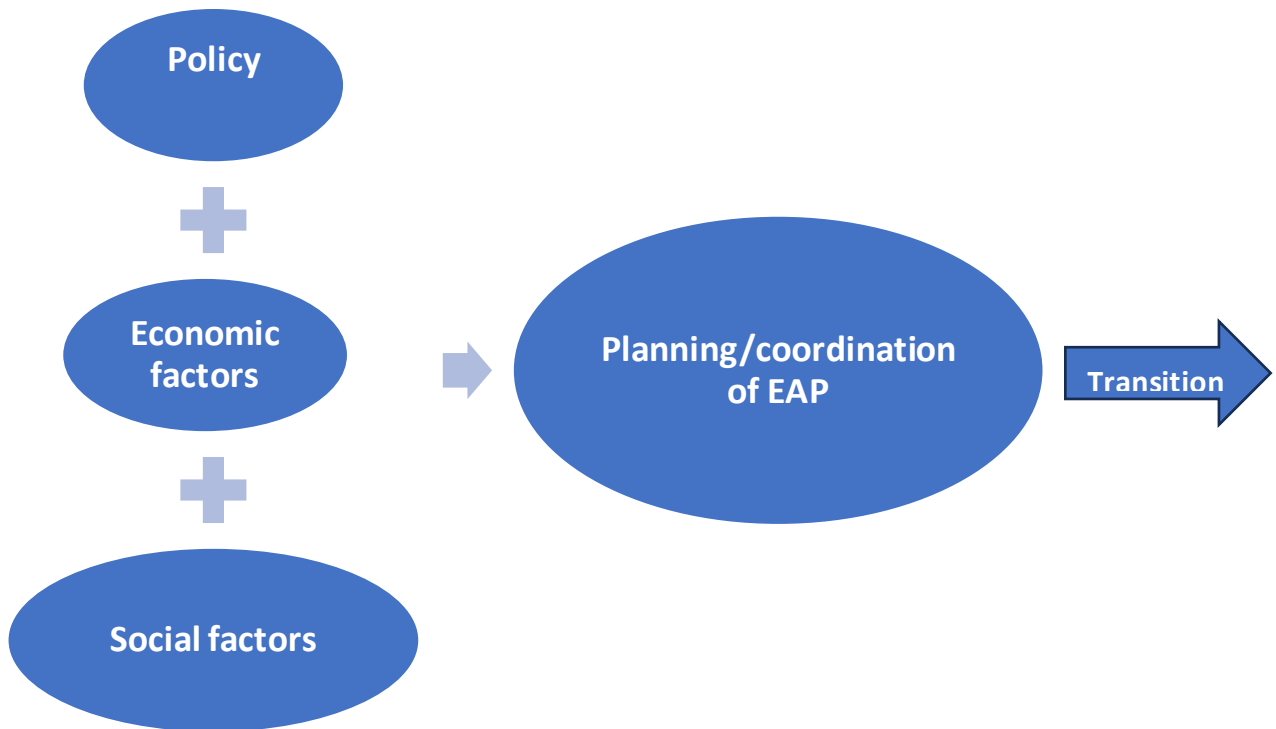 Policy
Economic
factors
Social factors
Planning/coordination
of EAP
Transition